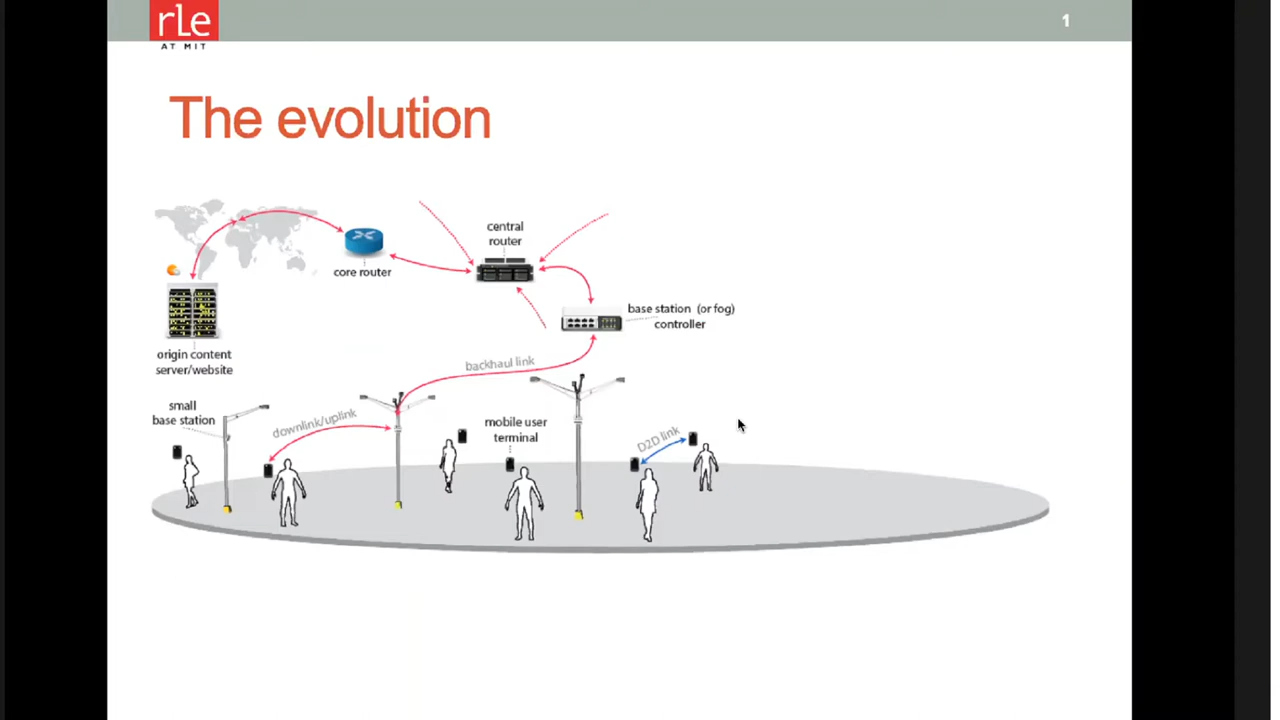 rle
AT MIT
1
The evolution
central
router
core router
base station (or fog)
controller
origin content
server/website
backhaul link
small
base station
downlink/uplink
mobile user
terminal
D2D link